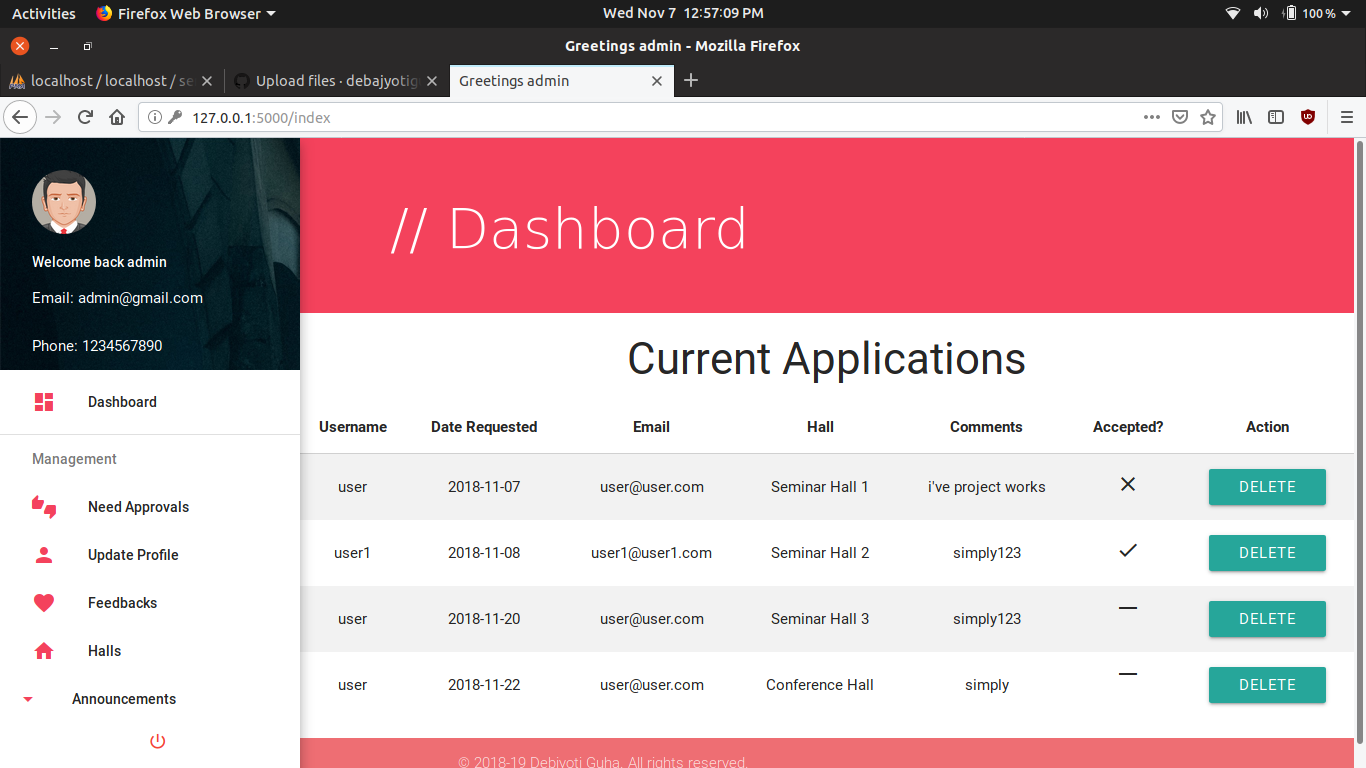 Activities Firefox Web Browser Wed Nov 7 12:57:09 PM 100 %
Greetings admin - Mozilla Firefox
localhost / localhost / se Upload files · debajyotig Greetings admin
127.0.0.1:5000/index
// Dashboard
Welcome back admin
Email: admin@gmail.com
Phone: 1234567890
Dashboard
Management
Need Approvals
Update Profile
Feedbacks
Halls
Announcements
Current Applications
Username Date Requested Email Hall Comments Accepted? Action
user 2018-11-07 user@user.com Seminar Hall 1 i've project works DELETE
user1 2018-11-08 user1@user1.com Seminar Hall 2 simply123 DELETE
user 2018-11-20 user@user.com Seminar Hall 3 simply123 DELETE
user 2018-11-22 user@user.com Conference Hall simply DELETE
© 2018-19 Debjyoti Guha. All rights reserved.